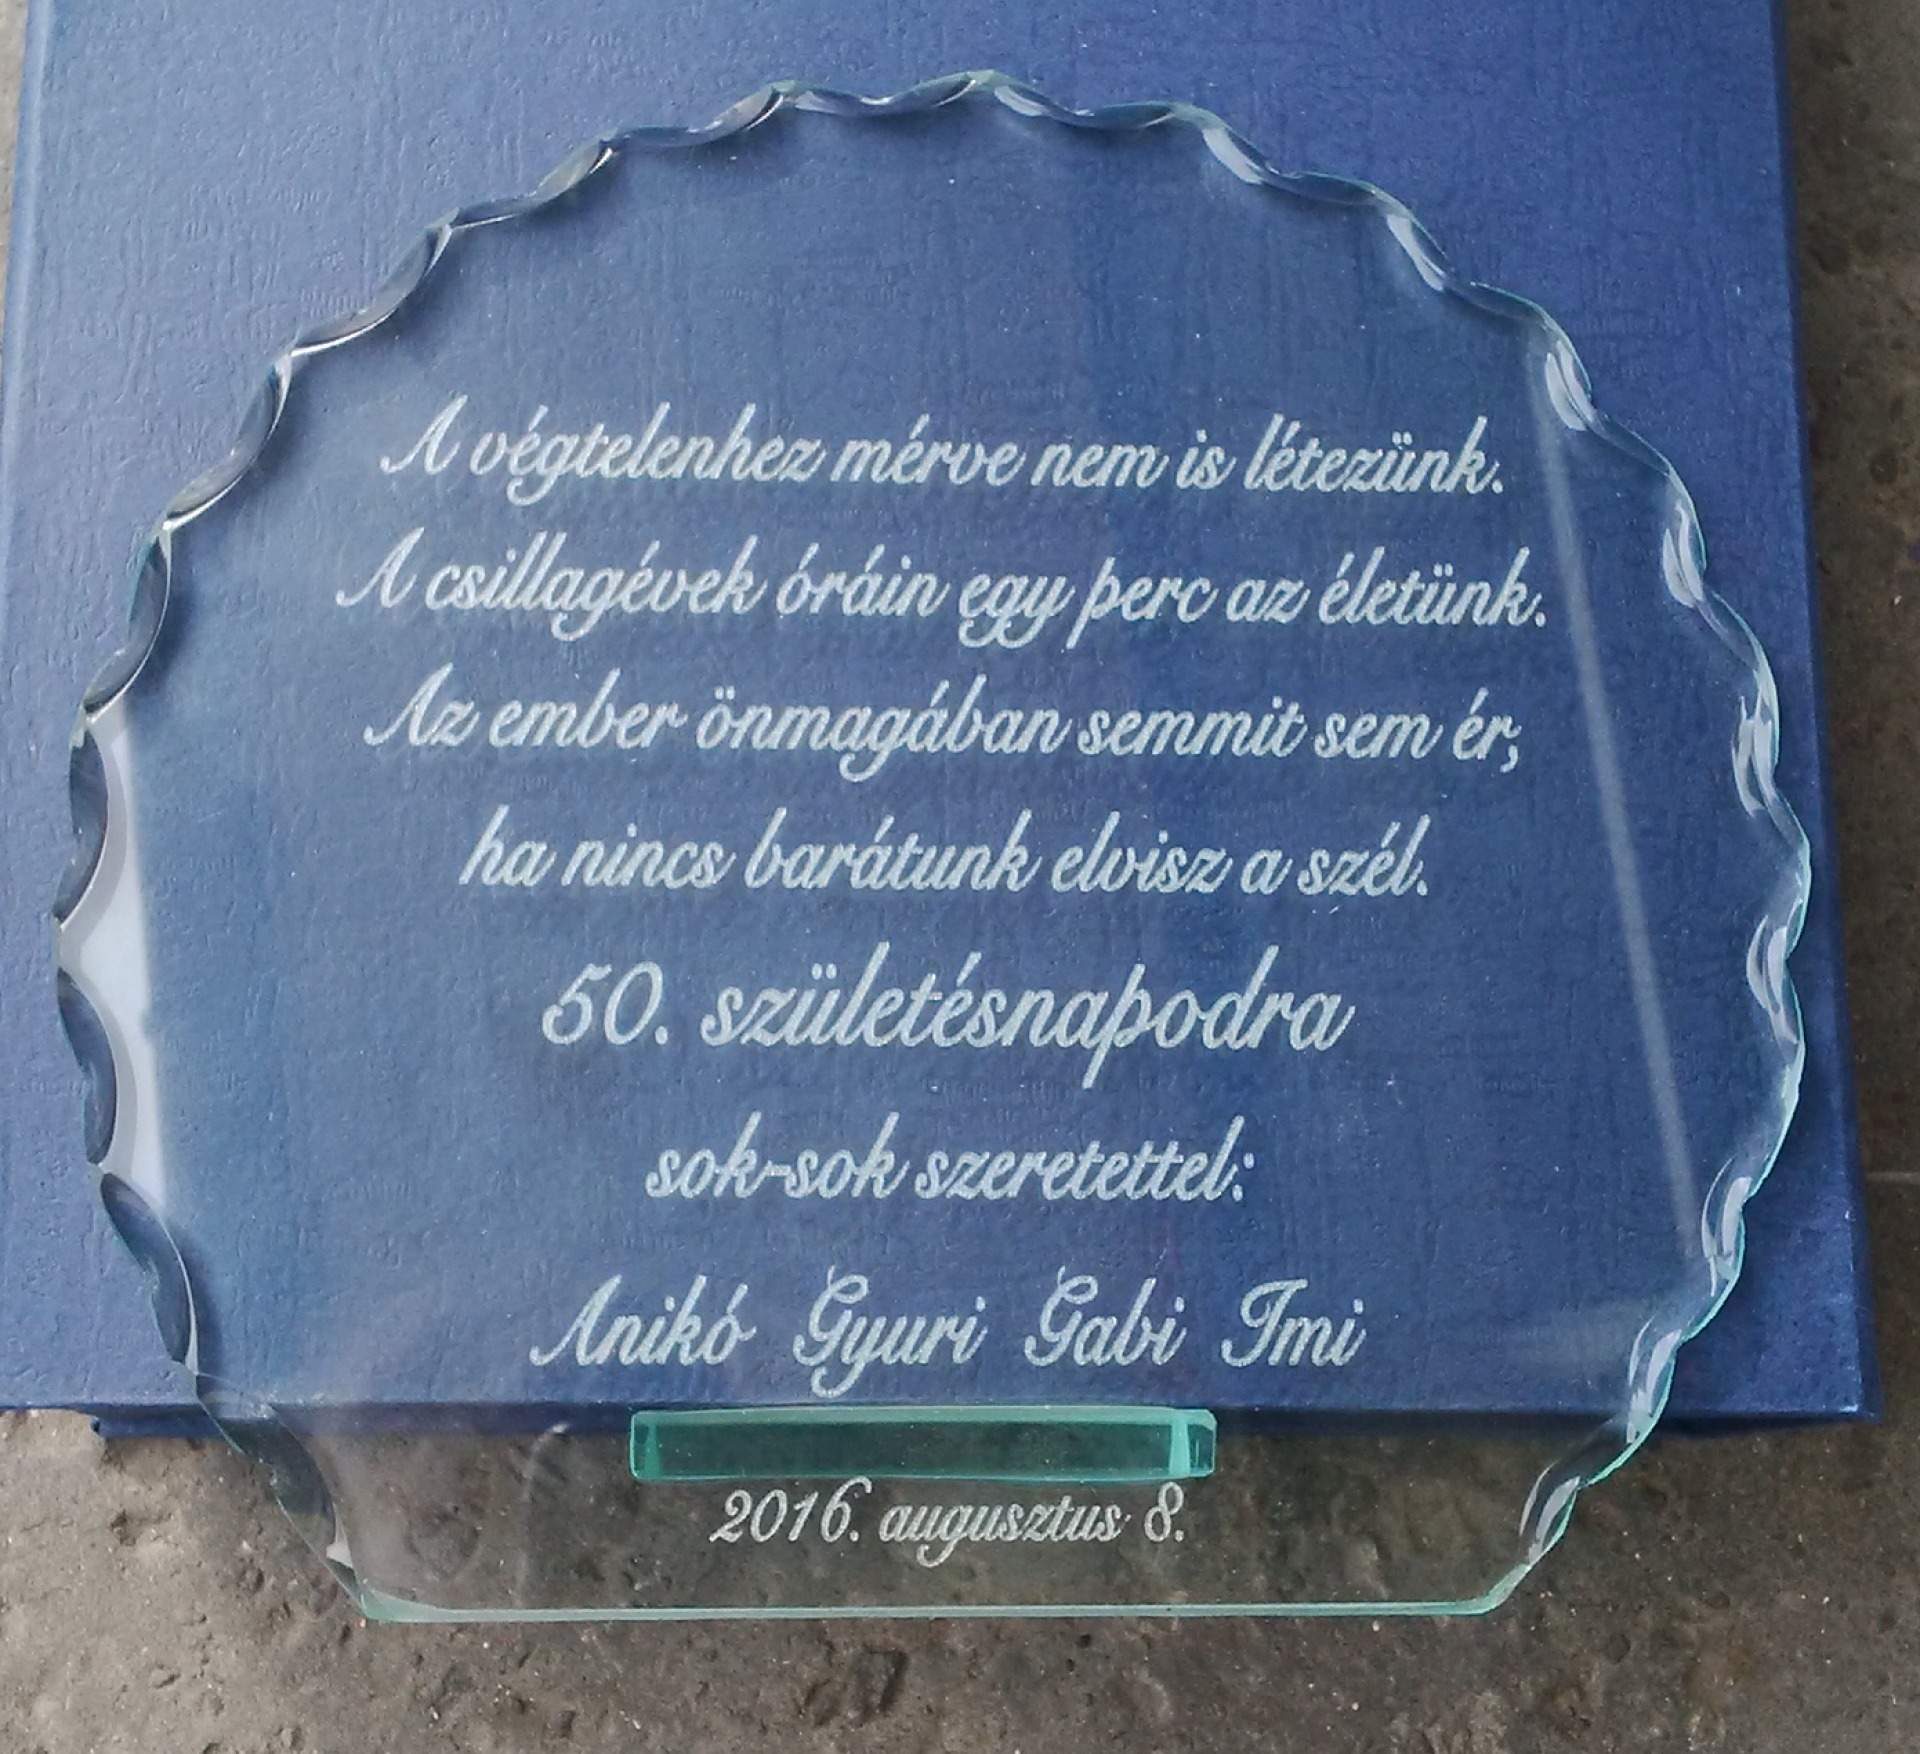 A végtelenhez mérve nem is létezünk.
A csillagévek óráin egy perc az életünk.
Az ember önmagában semmit sem ér,
ha nincs barátunk elvisz a szél.
50. születésnapodra
sok-sok szeretettel:
Anikó Gyuri Gabi Imi
2016. augusztus 8.